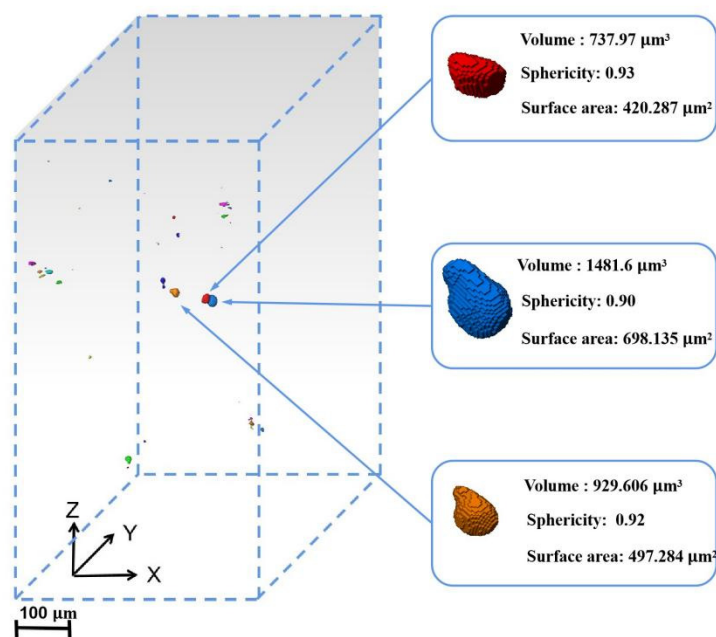 Volume : 737.97 μm³
Sphericity: 0.93
Surface area: 420.287 μm²
Volume : 1481.6 μm³
Sphericity: 0.90
Surface area: 698.135 μm²
Volume : 929.606 μm³
Sphericity: 0.92
Surface area: 497.284 μm²
Z
Y
X
100 μm